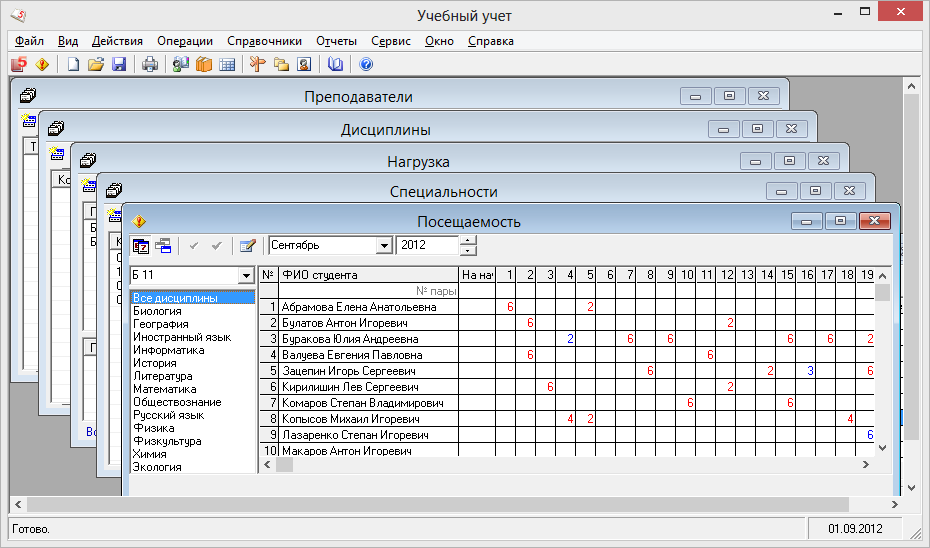 Учебный учет
Файл Вид Действия Операции Справочники Отчеты Сервис Окно Справка
Преподаватели
Дисциплины
Нагрузка
Специальности
Посещаемость
Сентябрь 2012
Б 11
Все дисциплины
Биология
География
Иностранный язык
Информатика
История
Литература
Математика
Обществознание
Русский язык
Физика
Физкультура
Химия
Экология
№ ФИО студента На нач 1 2 3 4 5 6 7 8 9 10 11 12 13 14 15 16 17 18 19
№ пары
1 Абрамова Елена Анатольевна 6 2
2 Булатов Антон Игоревич 6 2
3 Буракова Юлия Андреевна 2 6 6 6 6 2
4 Валуева Евгения Павловна 6 6
5 Зацепин Игорь Сергеевич 6 2 3 6
6 Кирилишин Лев Сергеевич 6 2
7 Комаров Степан Владимирович 6 6
8 Копысов Михаил Игоревич 4 2 4
9 Лазаренко Степан Игоревич 6
10 Макаров Антон Игоревич
Готово. 01.09.2012